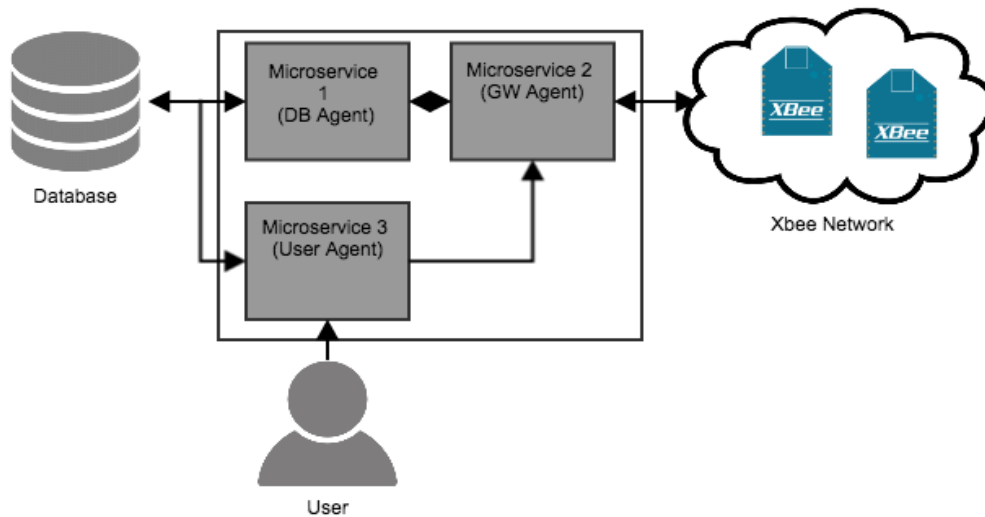 Microservice
1
(DB Agent)
Microservice 2
(GW Agent)
XBee
XBee
Database
Microservice 3
(User Agent)
Xbee Network
User